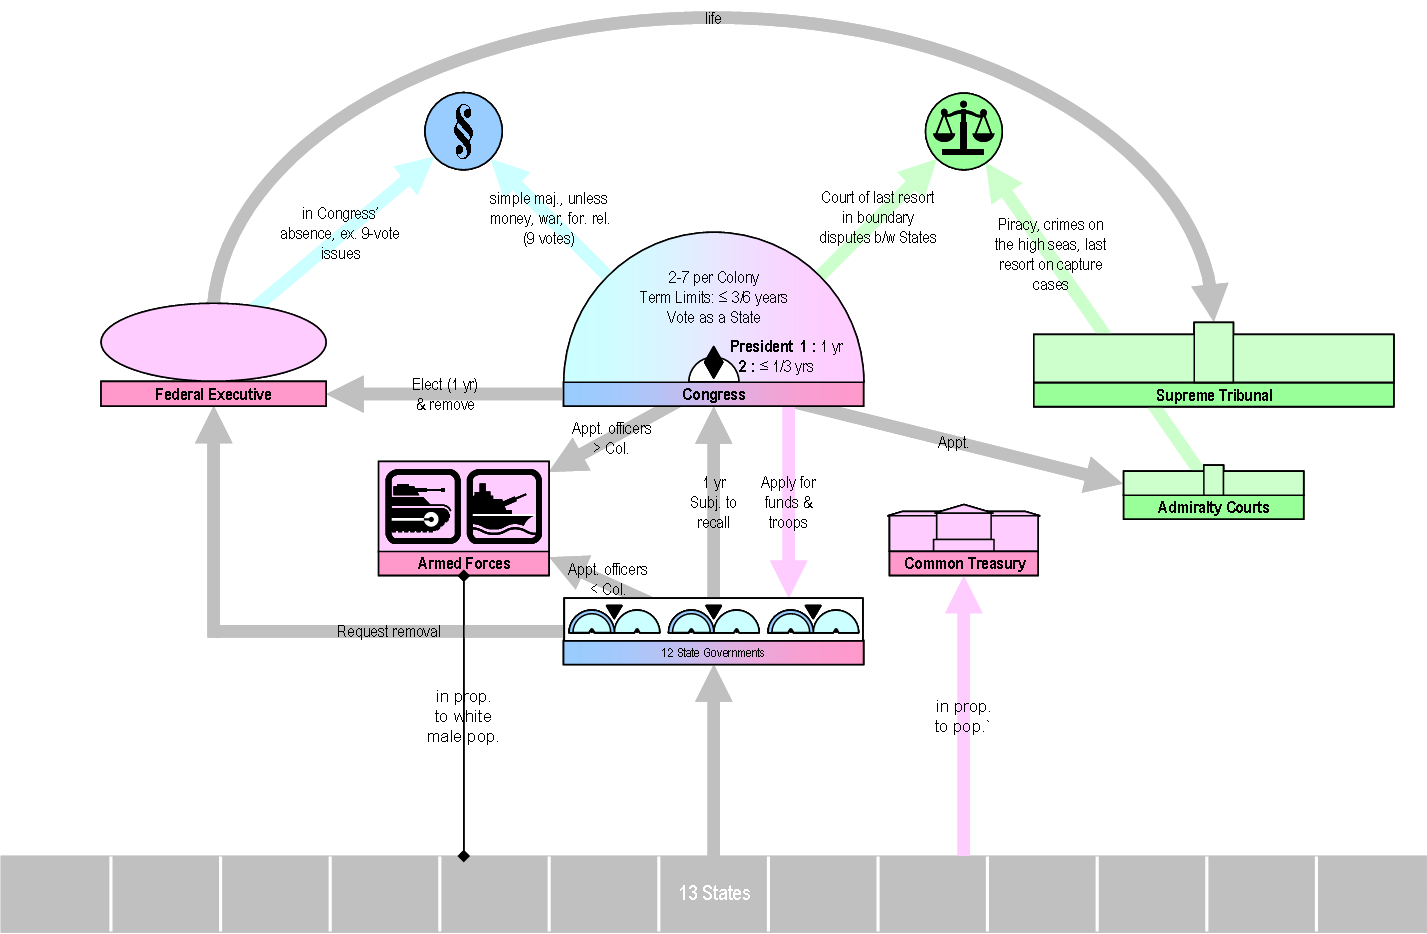 life
§
in Congress'
absence, ex. 9-vote
issues
simple maj., unless
money, war, for. rel.
(9 votes)
Court of last resort
in boundary
disputes b/w States
Piracy, crimes on
the high seas, last
resort on capture
cases
2-7 per Colony
Term Limits: ≤ 3/6 years
Vote as a State
President 1 : 1 yr
2 : ≤ 1/3 yrs
Federal Executive
Elect (1 yr)
& remove
Congress
Supreme Tribunal
Appt. officers
> Col.
Appt.
1 yr
Subj. to
recall
Apply for
funds &
troops
Admiralty Courts
Armed Forces
Common Treasury
Appt. officers
< Col.
Request removal
12 State Governments
in prop.
to white
male pop.
in prop.
to pop.`
13 States